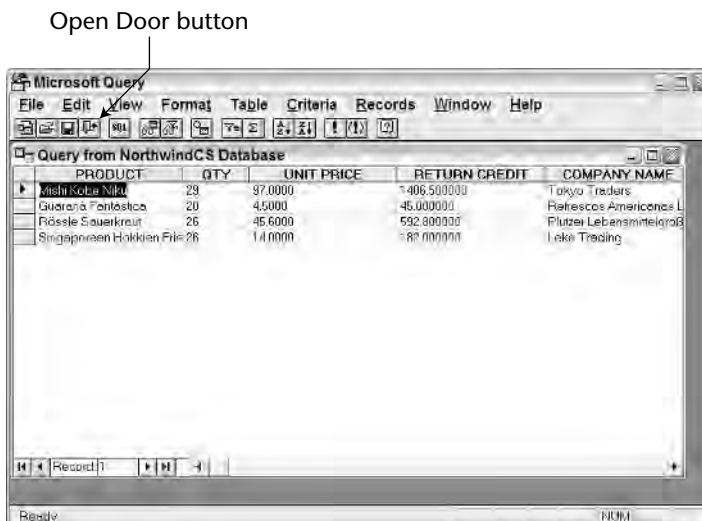 Open Door button
Microsoft Query
File Edit View Format Table Criteria Records Window Help
SQL
Query from NorthwindCS Database
PRODUCT QTY UNIT PRICE RETURN CREDIT COMPANY NAME
Mishi Kobe Niku 29 97.0000 1406.500000 Tokyo Traders
Guaraná Fantástica 20 4.5000 45.000000 Refrescos Americanas L
Rössle Sauerkraut 26 45.6000 592.800000 Plutzer Lebensmittelgroß
Singaporean Hokkien Frie 26 14.0000 182.000000 Leka Trading
Record: 1
Ready NUM